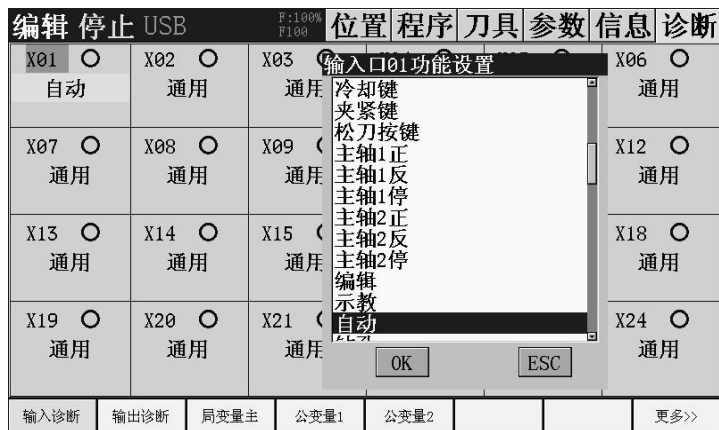 编辑 停止 USB F:100% F100 位置 程序 刀具 参数 信息 诊断
X01 X02 X03 X06
自动 通用 通用 通用
X07 X08 X09 X12
通用 通用 通用 通用
X13 X14 X15 X18
通用 通用 通用 通用
X19 X20 X21 X24
通用 通用 通用 通用
输入口01功能设置
冷却键
夹紧键
松刀按键
主轴1正
主轴1反
主轴1停
主轴2正
主轴2反
主轴2停
编辑
示教
自动
OK ESC
输入诊断 输出诊断 局变量主 公变量1 公变量2 更多>>